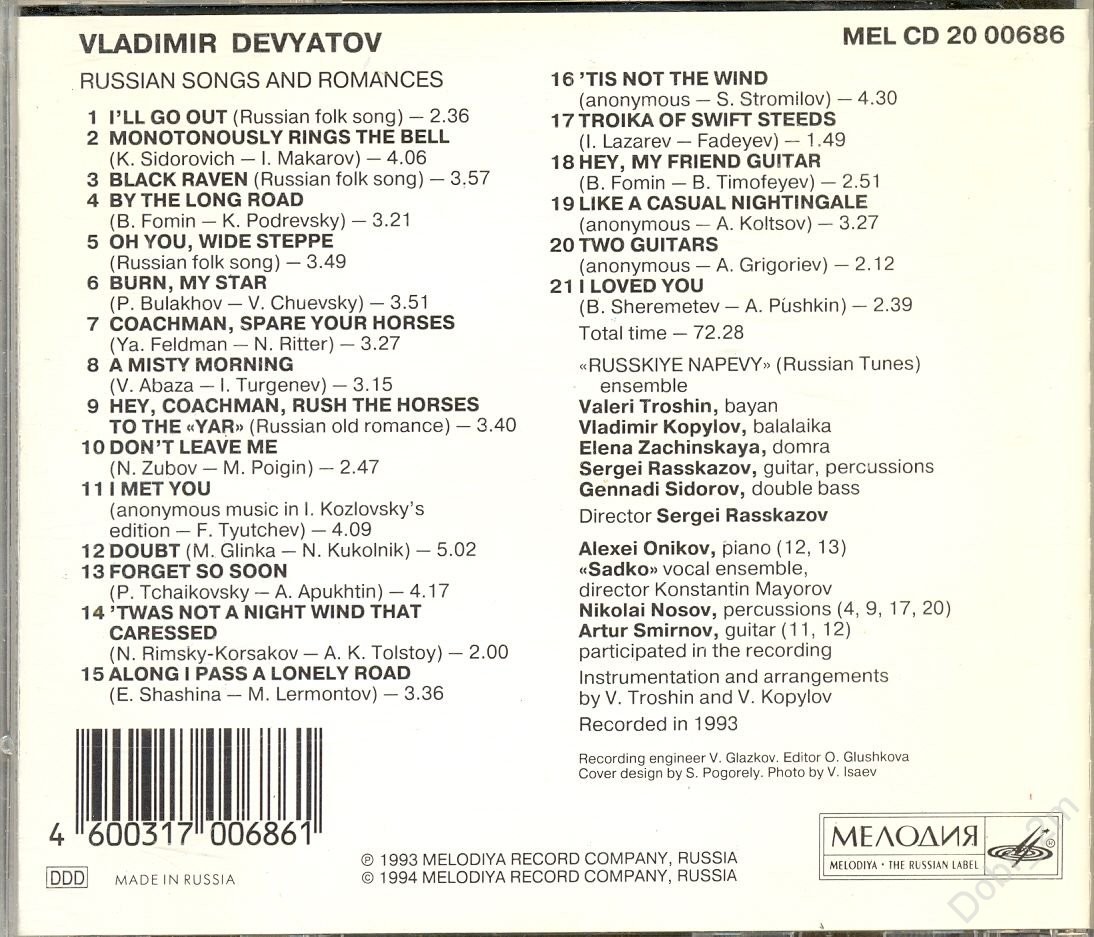 VLADIMIR DEVYATOV
RUSSIAN SONGS AND ROMANCES
1 I'LL GO OUT (Russian folk song) — 2.36
2 MONOTONOUSLY RINGS THE BELL
(K. Sidorovich — I. Makarov) — 4.06
3 BLACK RAVEN (Russian folk song) — 3.57
4 BY THE LONG ROAD
(B. Fomin — K. Podrevsky) — 3.21
5 OH YOU, WIDE STEPPE
(Russian folk song) — 3.49
6 BURN, MY STAR
(P. Bulakhov — V. Chuevsky) — 3.51
7 COACHMAN, SPARE YOUR HORSES
(Ya. Feldman — N. Ritter) — 3.27
8 A MISTY MORNING
(V. Abaza — I. Turgenev) — 3.15
9 HEY, COACHMAN, RUSH THE HORSES
TO THE «YAR» (Russian old romance) — 3.40
10 DON'T LEAVE ME
(N. Zubov — M. Poigin) — 2.47
11 I MET YOU
(anonymous music in I. Kozlovsky's
edition — F. Tyutchev) — 4.09
12 DOUBT (M. Glinka — N. Kukolnik) — 5.02
13 FORGET SO SOON
(P. Tchaikovsky — A. Apukhtin) — 4.17
14 'TWAS NOT A NIGHT WIND THAT
CARESSED
(N. Rimsky-Korsakov — A. K. Tolstoy) — 2.00
15 ALONG I PASS A LONELY ROAD
(E. Shashina — M. Lermontov) — 3.36
MEL CD 20 00686
16 'TIS NOT THE WIND
(anonymous — S. Stromilov) — 4.30
17 TROIKA OF SWIFT STEEDS
(I. Lazarev — Fadeyev) — 1.49
18 HEY, MY FRIEND GUITAR
(B. Fomin — B. Timofeyev) — 2.51
19 LIKE A CASUAL NIGHTINGALE
(anonymous — A. Koltsov) — 3.27
20 TWO GUITARS
(anonymous — A. Grigoriev) — 2.12
21 I LOVED YOU
(B. Sheremetev — A. Pushkin) — 2.39
Total time — 72.28
«RUSSKIYE NAPEVY» (Russian Tunes)
ensemble
Valeri Troshin, bayan
Vladimir Kopylov, balalaika
Elena Zachinskaya, domra
Sergei Rasskazov, guitar, percussions
Gennadi Sidorov, double bass
Director Sergei Rasskazov
Alexei Onikov, piano (12, 13)
«Sadko» vocal ensemble,
director Konstantin Mayorov
Nikolai Nosov, percussions (4, 9, 17, 20)
Artur Smirnov, guitar (11, 12)
participated in the recording
Instrumentation and arrangements
by V. Troshin and V. Kopylov
Recorded in 1993
Recording engineer V. Glazkov. Editor O. Glushkova
Cover design by S. Pogorely. Photo by V. Isaev
4 600317 006861
DDD MADE IN RUSSIA
℗ 1993 MELODIYA RECORD COMPANY, RUSSIA
© 1994 MELODIYA RECORD COMPANY, RUSSIA
МЕЛОДИЯ
MELODIYA · THE RUSSIAN LABEL
®